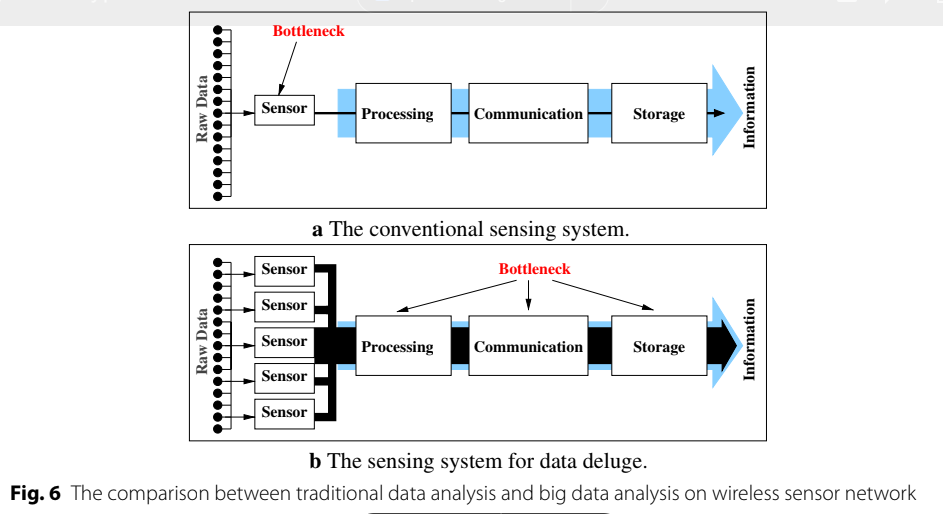 Bottleneck
Raw Data
Sensor
Processing
Communication
Storage
Information
a The conventional sensing system.
Sensor
Bottleneck
Sensor
Raw Data
Sensor
Processing
Communication
Storage
Information
Sensor
Sensor
b The sensing system for data deluge.
Fig. 6 The comparison between traditional data analysis and big data analysis on wireless sensor network